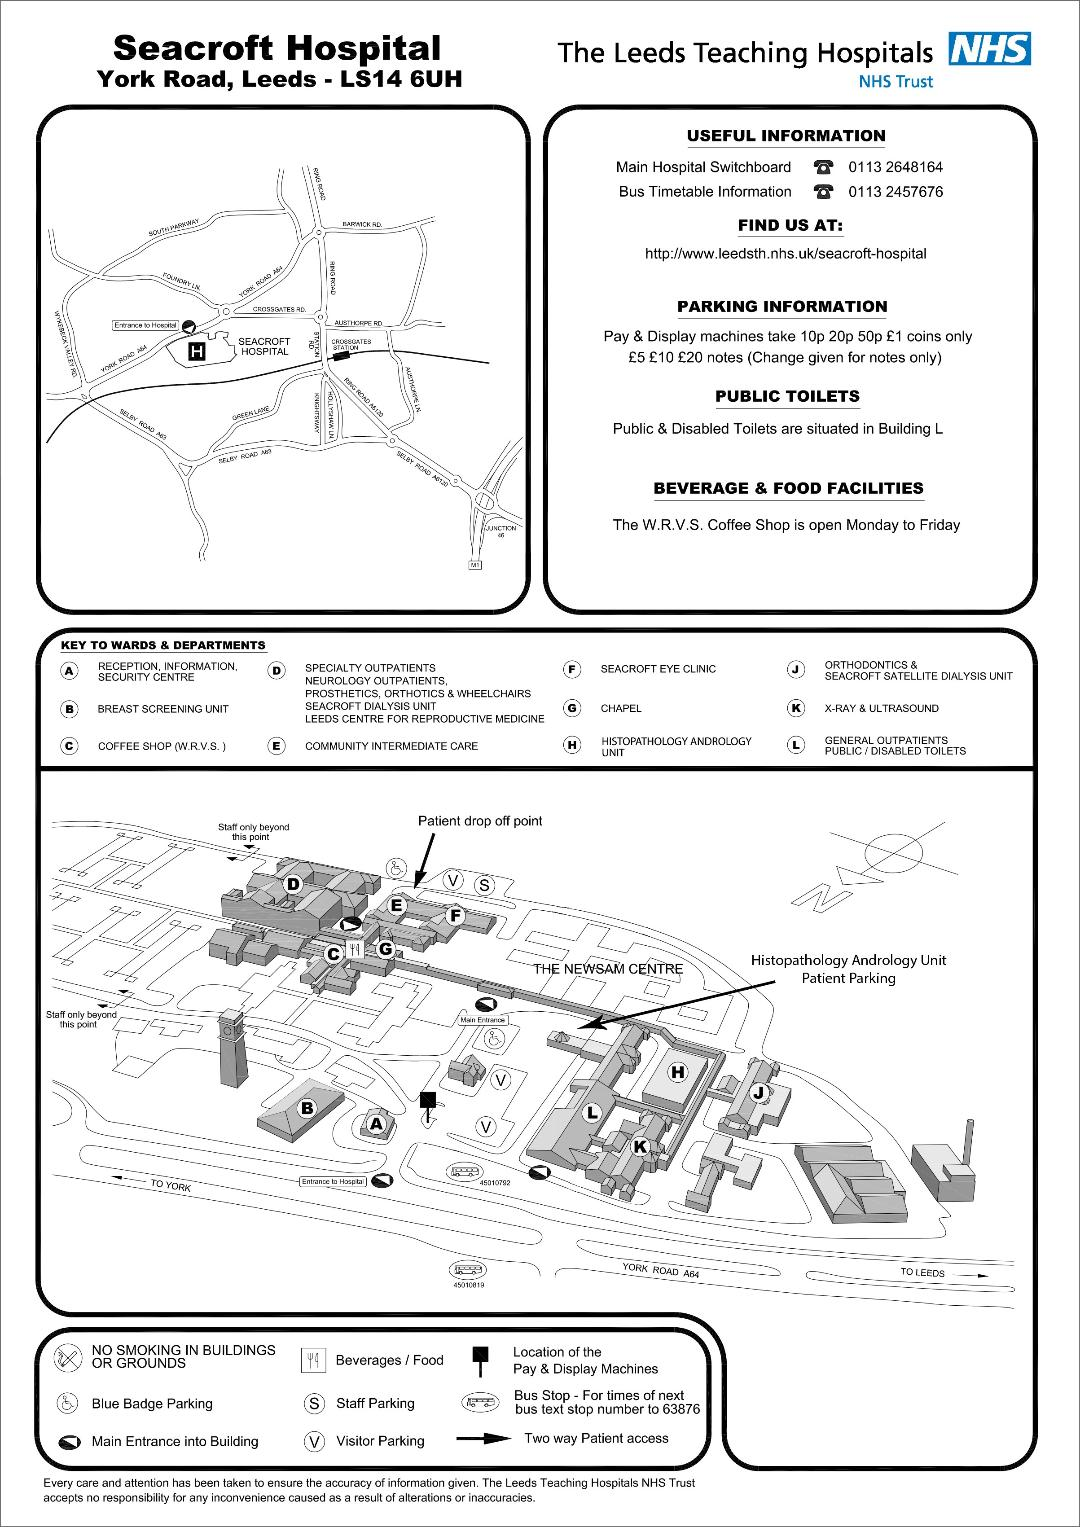 Seacroft Hospital
York Road, Leeds - LS14 6UH
The Leeds Teaching Hospitals NHS
NHS Trust
RING ROAD
SOUTH PARKWAY
BARWICK RD.
FOUNDRY LN.
YORK ROAD A64
RING ROAD
CROSSGATES RD.
WYKEBECK VALLEY RD.
Entrance to Hospital
AUSTHORPE RD.
STATION RD
CROSSGATES STATION
H
SEACROFT
HOSPITAL
YORK ROAD A64
AUSTHORPE LN.
RING ROAD A6120
GREEN LANE
KNIGHTSWAY
HOLLYSHAW LN.
SELBY ROAD A63
SELBY ROAD A63
SELBY ROAD A6120
JUNCTION
46
M1
USEFUL INFORMATION
Main Hospital Switchboard 0113 2648164
Bus Timetable Information 0113 2457676
FIND US AT:
http://www.leedsth.nhs.uk/seacroft-hospital
PARKING INFORMATION
Pay & Display machines take 10p 20p 50p £1 coins only
£5 £10 £20 notes (Change given for notes only)
PUBLIC TOILETS
Public & Disabled Toilets are situated in Building L
BEVERAGE & FOOD FACILITIES
The W.R.V.S. Coffee Shop is open Monday to Friday
KEY TO WARDS & DEPARTMENTS
A RECEPTION, INFORMATION,
SECURITY CENTRE
B BREAST SCREENING UNIT
C COFFEE SHOP (W.R.V.S. )
D SPECIALTY OUTPATIENTS
NEUROLOGY OUTPATIENTS,
PROSTHETICS, ORTHOTICS & WHEELCHAIRS
SEACROFT DIALYSIS UNIT
LEEDS CENTRE FOR REPRODUCTIVE MEDICINE
E COMMUNITY INTERMEDIATE CARE
F SEACROFT EYE CLINIC
G CHAPEL
H HISTOPATHOLOGY ANDROLOGY
UNIT
J ORTHODONTICS &
SEACROFT SATELLITE DIALYSIS UNIT
K X-RAY & ULTRASOUND
L GENERAL OUTPATIENTS
PUBLIC / DISABLED TOILETS
Staff only beyond
this point
Patient drop off point
V S
N
D
E
F
C
G
THE NEWSAM CENTRE
Histopathology Andrology Unit
Patient Parking
Staff only beyond
this point
Main Entrance
H
V
J
B
L
A
V
K
45010792
Entrance to Hospital
TO YORK
45010819
YORK ROAD A64
TO LEEDS
NO SMOKING IN BUILDINGS
OR GROUNDS
Blue Badge Parking
Main Entrance into Building
Beverages / Food
S Staff Parking
V Visitor Parking
Location of the
Pay & Display Machines
Bus Stop - For times of next
bus text stop number to 63876
Two way Patient access
Every care and attention has been taken to ensure the accuracy of information given. The Leeds Teaching Hospitals NHS Trust
accepts no responsibility for any inconvenience caused as a result of alterations or inaccuracies.